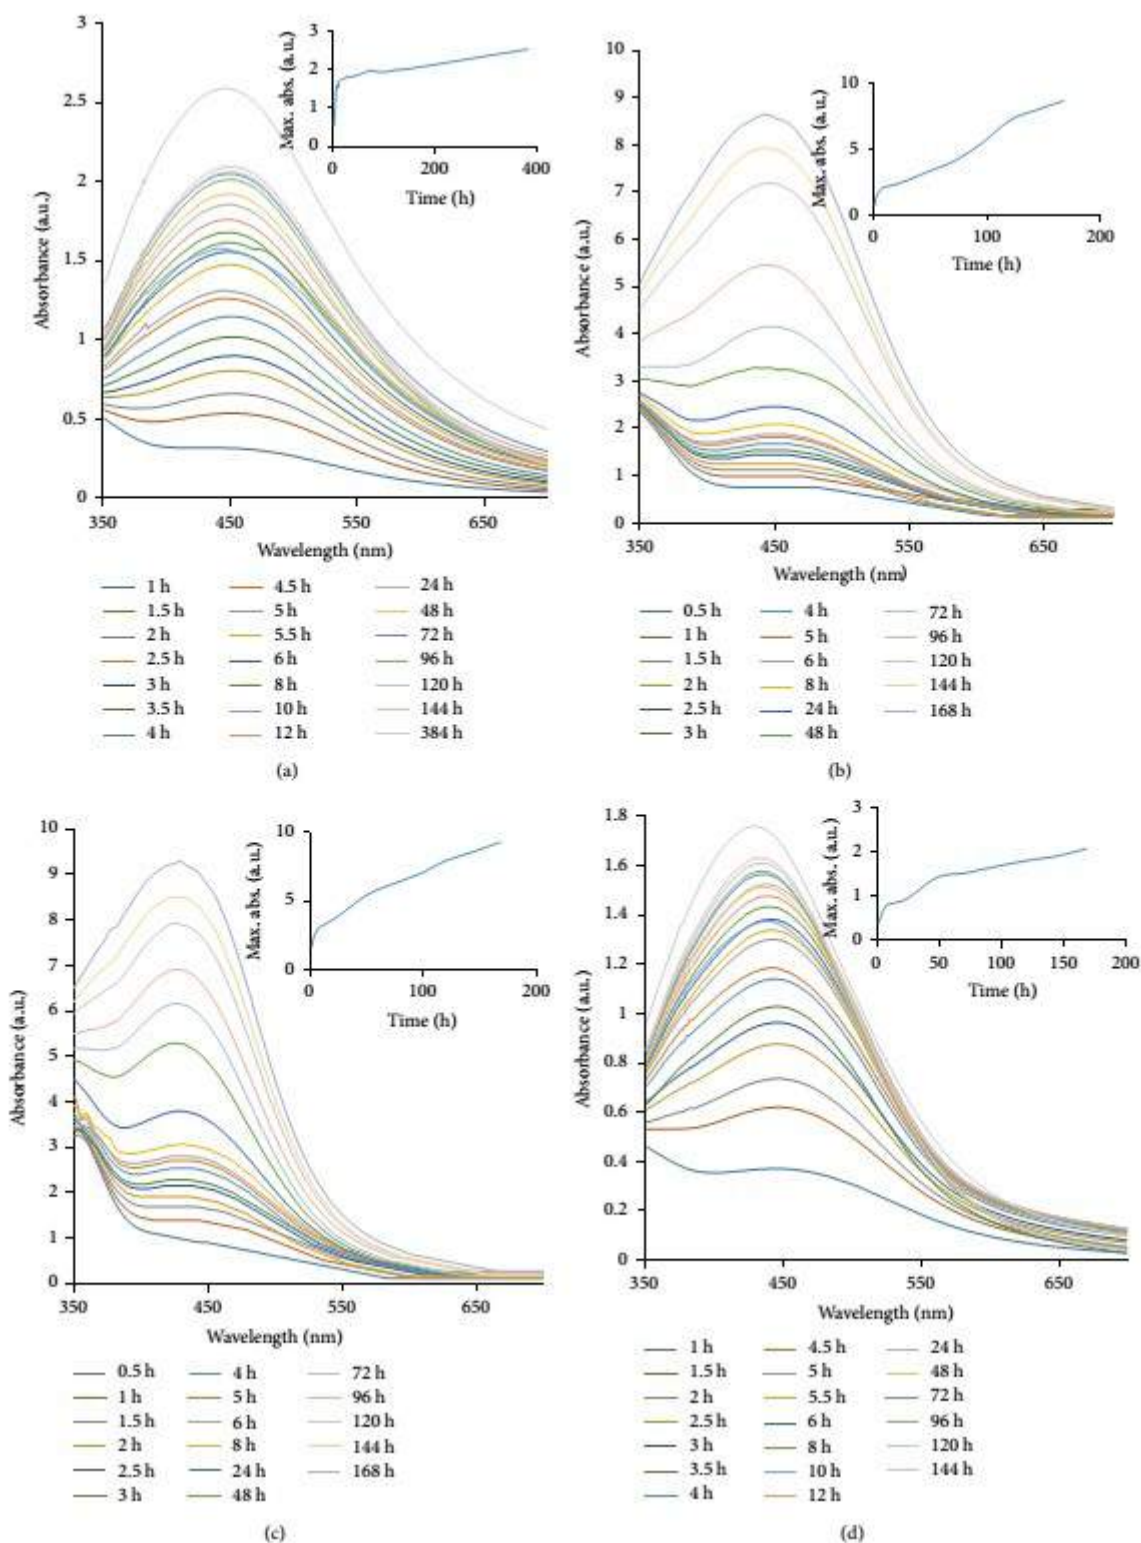 3
2.5
2
1.5
1
0.5
0
350
450
550
650
Absorbance (a.u.)
Wavelength (nm)
3
2
1
0
0
200
400
Max. abs. (a.u.)
Time (h)
1 h
4.5 h
24 h
1.5 h
5 h
48 h
2 h
5.5 h
72 h
2.5 h
6 h
96 h
3 h
8 h
120 h
3.5 h
10 h
144 h
4 h
12 h
384 h
(a)
10
9
8
7
6
5
4
3
2
1
0
350
450
550
650
Absorbance (a.u.)
Wavelength (nm)
10
5
0
0
100
200
Max. abs. (a.u.)
Time (h)
0.5 h
4 h
72 h
1 h
5 h
96 h
1.5 h
6 h
120 h
2 h
8 h
144 h
2.5 h
24 h
168 h
3 h
48 h
(b)
10
9
8
7
6
5
4
3
2
1
0
350
450
550
650
Absorbance (a.u.)
Wavelength (nm)
10
5
0
0
100
200
Max. abs. (a.u.)
Time (h)
0.5 h
4 h
72 h
1 h
5 h
96 h
1.5 h
6 h
120 h
2 h
8 h
144 h
2.5 h
24 h
168 h
3 h
48 h
(c)
1.8
1.6
1.4
1.2
1
0.8
0.6
0.4
0.2
0
350
450
550
650
Absorbance (a.u.)
Wavelength (nm)
3
2
1
0
0
50
100
150
200
Max. abs. (a.u.)
Time (h)
1 h
4.5 h
24 h
1.5 h
5 h
48 h
2 h
5.5 h
72 h
2.5 h
6 h
96 h
3 h
8 h
120 h
3.5 h
10 h
144 h
4 h
12 h
(d)